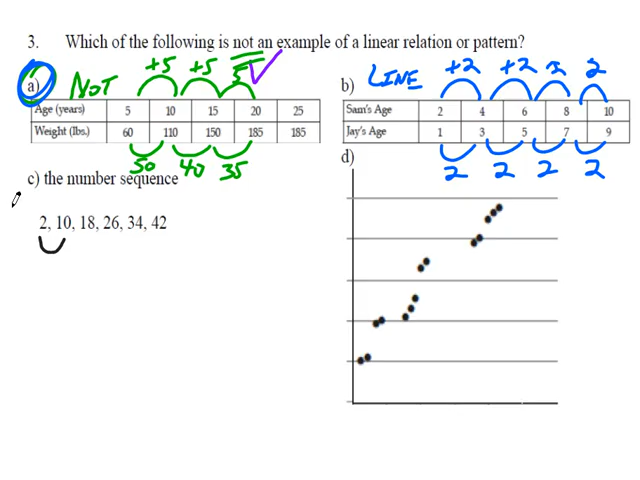 3. Which of the following is not an example of a linear relation or pattern?
+5 +5 5
a) NOT
Age (years) 5 10 15 20 25
Weight (lbs.) 60 110 150 185 185
50 40 35
b) LINE +2 +2 2 2
Sam's Age 2 4 6 8 10
Jay's Age 1 3 5 7 9
2 2 2 2
c) the number sequence
2, 10, 18, 26, 34, 42
d)